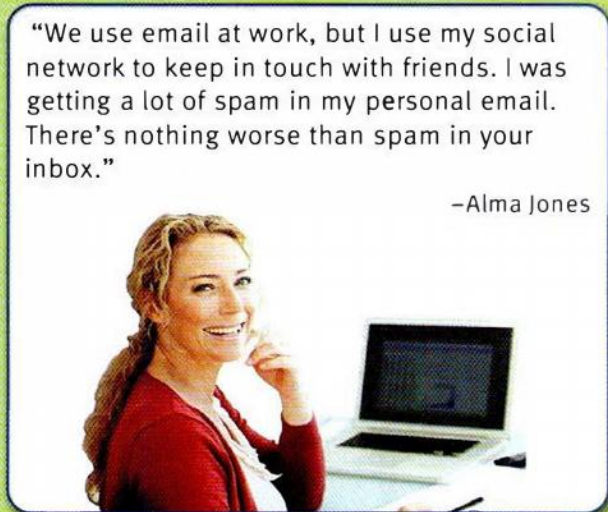 “We use email at work, but I use my social
network to keep in touch with friends. I was
getting a lot of spam in my personal email.
There’s nothing worse than spam in your
inbox.”
–Alma Jones